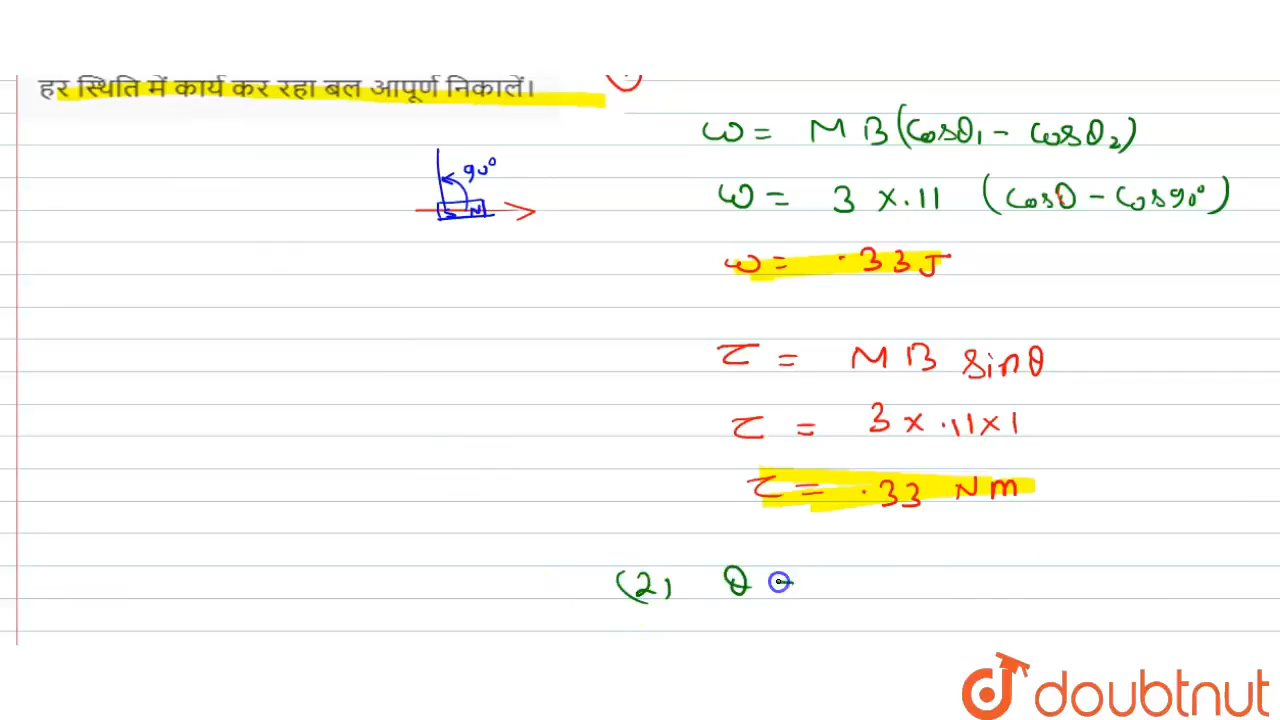 हर स्थिति में कार्य कर रहा बल आपूर्ण निकालें।
90°
S N
ω = MB(cosθ₁ - cosθ₂)
ω = 3 × .11 (cos0 - cos90°)
ω = .33 J
τ = MB sinθ
τ = 3 × .11 × 1
τ = .33 Nm
(2) θ =
doubtnut